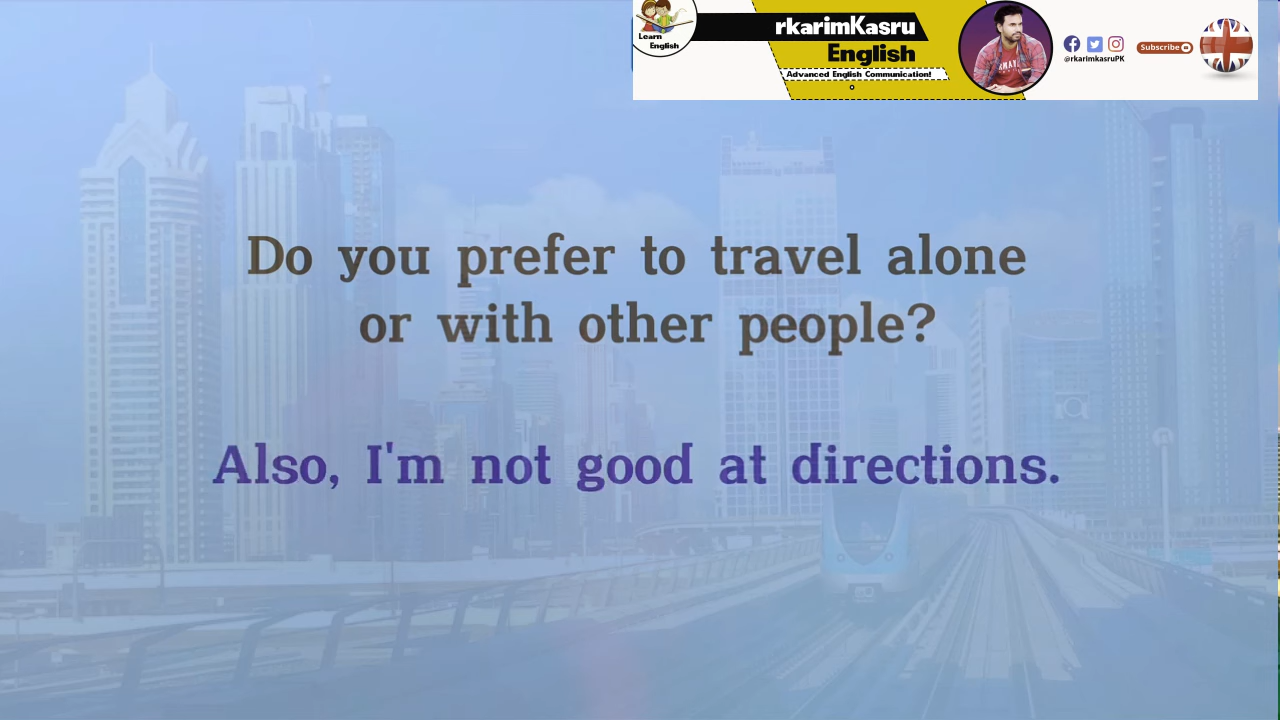 Learn
English
rkarimKasru
English
Advanced English Communication!
@rkarimkasruPK
Subscribe
AMAY
Do you prefer to travel alone
or with other people?
Also, I'm not good at directions.